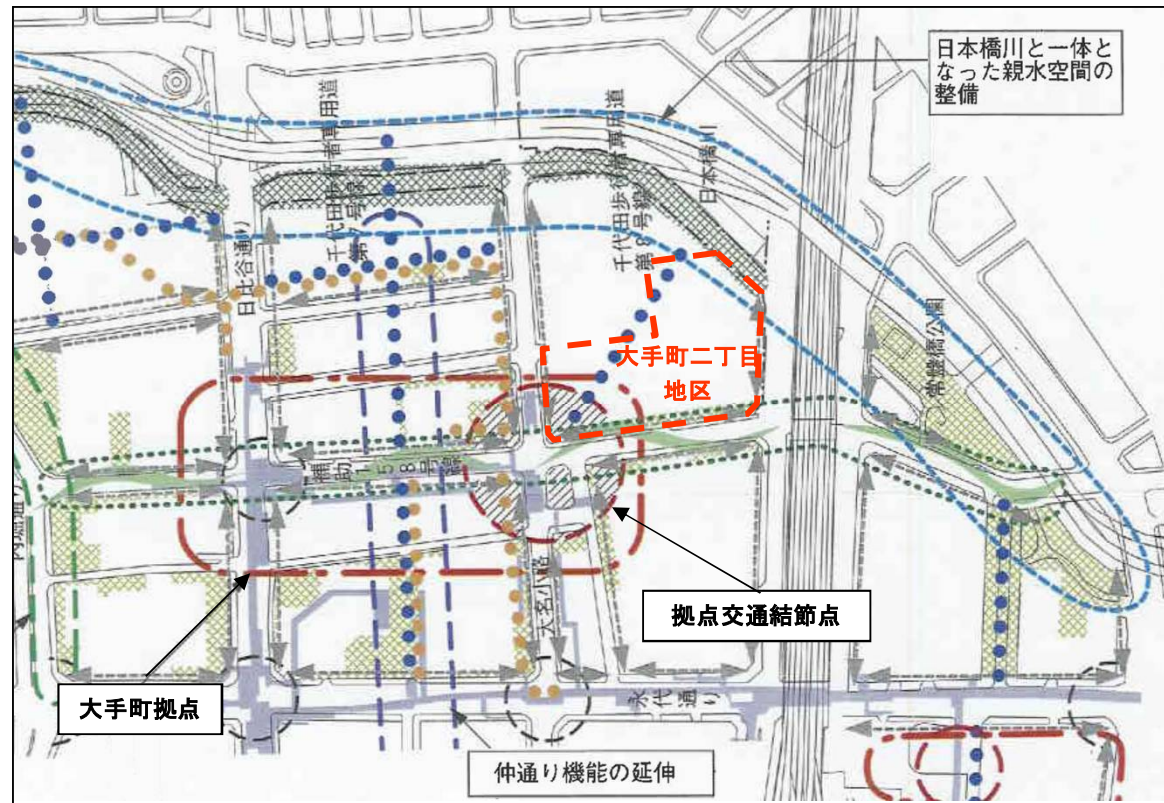 日本橋川と一体と
なった親水空間の
整備
千代田歩行者専用道
第7号線
千代田歩行者専用道
第8号線
日本橋川
日比谷通り
大手町二丁目
地区
常盤橋公園
補助158号線
内堀通り
大名小路
拠点交通結節点
大手町拠点
永代通り
仲通り機能の延伸